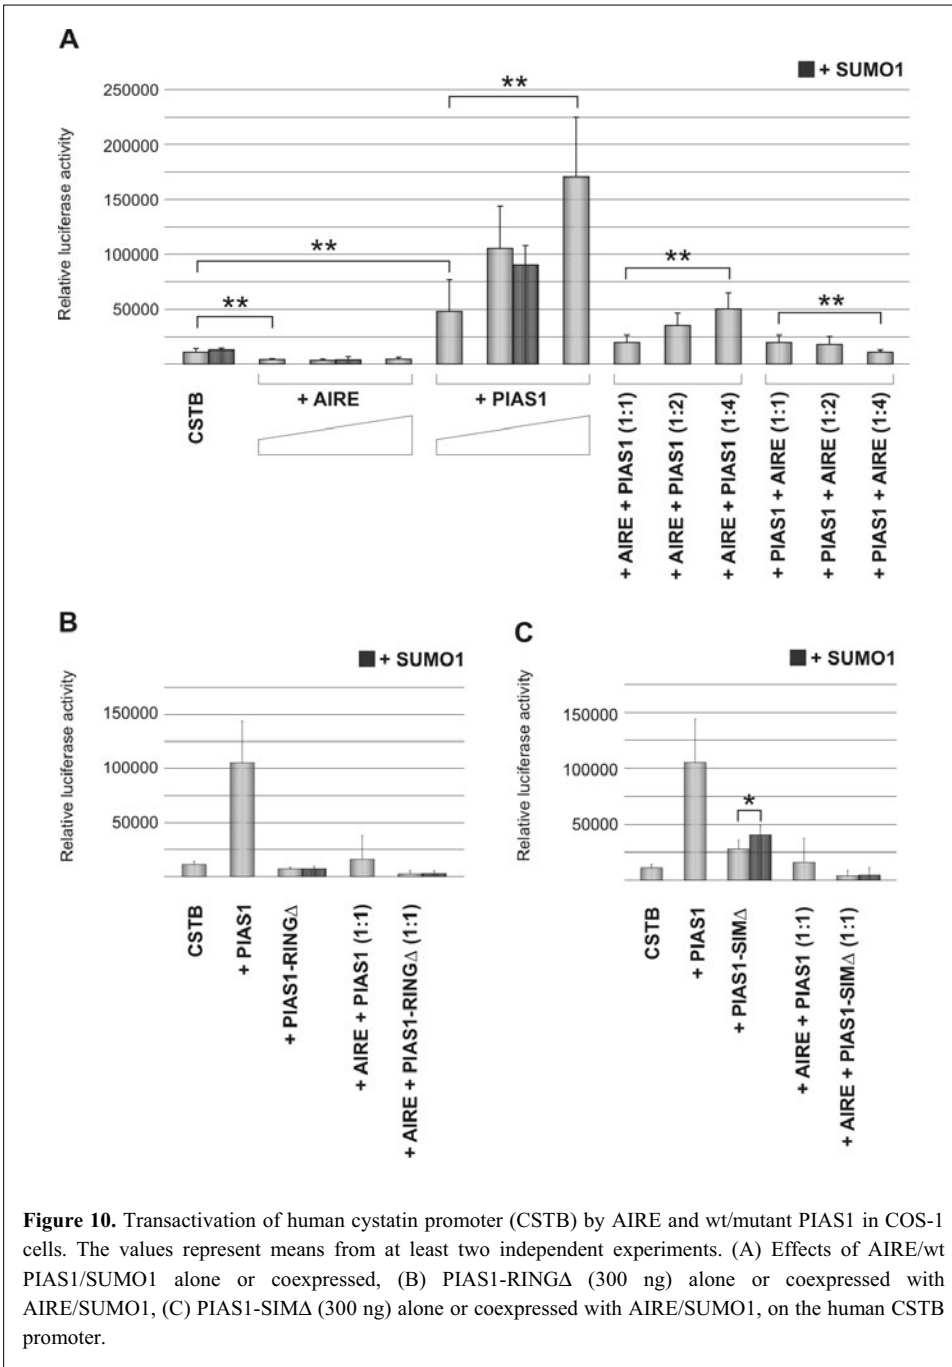 A
+ SUMO1
Relative luciferase activity
250000
200000
150000
100000
50000
**
**
**
**
**
CSTB
+ AIRE
+ PIAS1
+ AIRE + PIAS1 (1:1)
+ AIRE + PIAS1 (1:2)
+ AIRE + PIAS1 (1:4)
+ PIAS1 + AIRE (1:1)
+ PIAS1 + AIRE (1:2)
+ PIAS1 + AIRE (1:4)
B
+ SUMO1
Relative luciferase activity
150000
100000
50000
CSTB
+ PIAS1
+ PIAS1-RINGΔ
+ AIRE + PIAS1 (1:1)
+ AIRE + PIAS1-RINGΔ (1:1)
C
+ SUMO1
Relative luciferase activity
150000
100000
50000
*
CSTB
+ PIAS1
+ PIAS1-SIMΔ
+ AIRE + PIAS1 (1:1)
+ AIRE + PIAS1-SIMΔ (1:1)
Figure 10. Transactivation of human cystatin promoter (CSTB) by AIRE and wt/mutant PIAS1 in COS-1
cells. The values represent means from at least two independent experiments. (A) Effects of AIRE/wt
PIAS1/SUMO1 alone or coexpressed, (B) PIAS1-RINGΔ (300 ng) alone or coexpressed with
AIRE/SUMO1, (C) PIAS1-SIMΔ (300 ng) alone or coexpressed with AIRE/SUMO1, on the human CSTB
promoter.